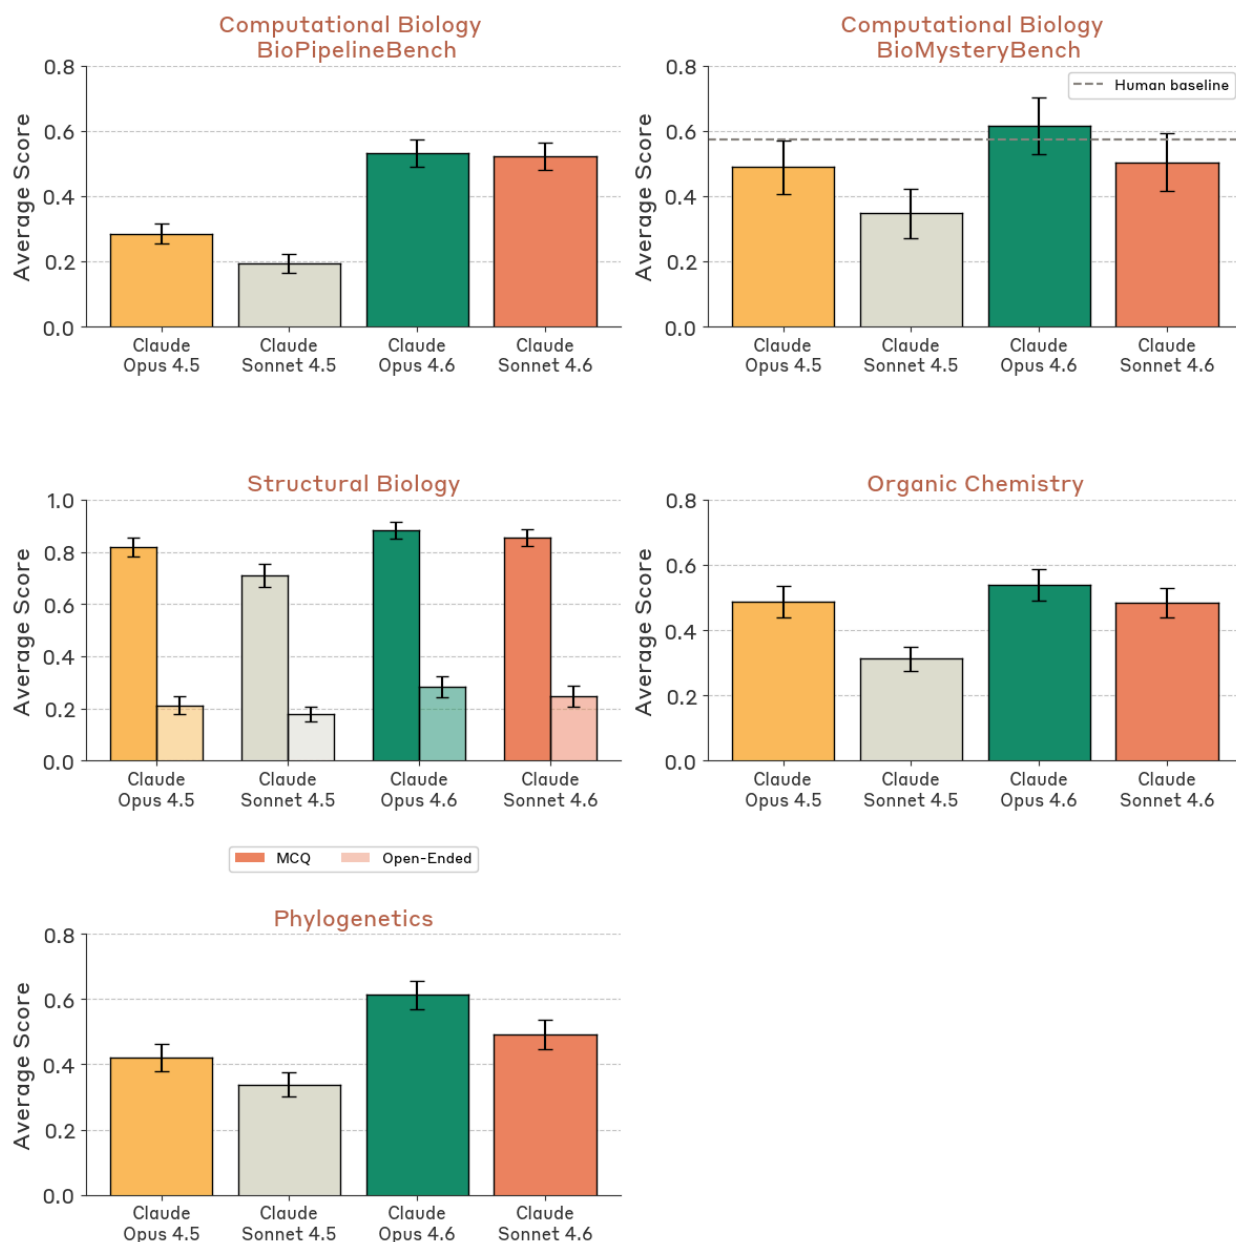 Computational Biology
BioPipelineBench
Average Score
0.8
0.6
0.4
0.2
0.0
Claude
Opus 4.5
Claude
Sonnet 4.5
Claude
Opus 4.6
Claude
Sonnet 4.6
Computational Biology
BioMysteryBench
Human baseline
Average Score
0.8
0.6
0.4
0.2
0.0
Claude
Opus 4.5
Claude
Sonnet 4.5
Claude
Opus 4.6
Claude
Sonnet 4.6
Structural Biology
Average Score
1.0
0.8
0.6
0.4
0.2
0.0
Claude
Opus 4.5
Claude
Sonnet 4.5
Claude
Opus 4.6
Claude
Sonnet 4.6
MCQ
Open-Ended
Organic Chemistry
Average Score
0.8
0.6
0.4
0.2
0.0
Claude
Opus 4.5
Claude
Sonnet 4.5
Claude
Opus 4.6
Claude
Sonnet 4.6
Phylogenetics
Average Score
0.8
0.6
0.4
0.2
0.0
Claude
Opus 4.5
Claude
Sonnet 4.5
Claude
Opus 4.6
Claude
Sonnet 4.6